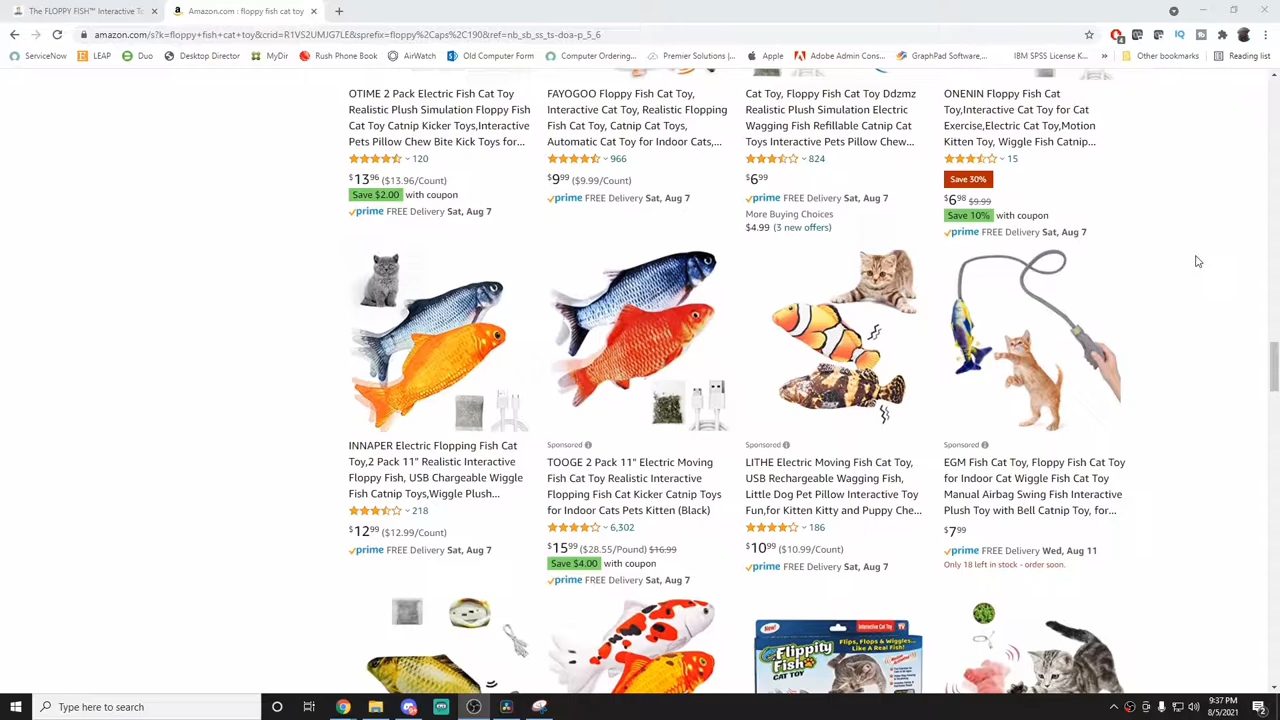 The FLOPPY FISH™ Interactive To
Amazon.com : floppy fish cat toy
amazon.com/s?k=floppy+fish+cat+toy&crid=R1VS2UMJG7LE&sprefix=floppy+%2Caps%2C190&ref=nb_sb_ss_ts-doa-p_5_6
ServiceNow
LEAP
Duo
Desktop Director
MyDir
Rush Phone Book
AirWatch
Old Computer Form
Computer Ordering...
Premier Solutions |...
Apple
Adobe Admin Cons...
GraphPad Software,...
IBM SPSS License K...
Other bookmarks
Reading list
OTIME 2 Pack Electric Fish Cat Toy
Realistic Plush Simulation Floppy Fish
Cat Toy Catnip Kicker Toys,Interactive
Pets Pillow Chew Bite Kick Toys for...
120
$13.96 ($13.96/Count)
Save $2.00 with coupon
prime FREE Delivery Sat, Aug 7
FAYOGOO Floppy Fish Cat Toy,
Interactive Cat Toy, Realistic Flopping
Fish Cat Toy, Catnip Cat Toys,
Automatic Cat Toy for Indoor Cats,...
966
$9.99 ($9.99/Count)
prime FREE Delivery Sat, Aug 7
Cat Toy, Floppy Fish Cat Toy Ddzmz
Realistic Plush Simulation Electric
Wagging Fish Refillable Catnip Cat
Toys Interactive Pets Pillow Chew...
824
$6.99
prime FREE Delivery Sat, Aug 7
More Buying Choices
$4.99 (3 new offers)
ONENIN Floppy Fish Cat
Toy,Interactive Cat Toy for Cat
Exercise,Electric Cat Toy,Motion
Kitten Toy, Wiggle Fish Catnip...
15
Save 30%
$6.98 $9.99
Save 10% with coupon
prime FREE Delivery Sat, Aug 7
INNAPER Electric Flopping Fish Cat
Toy,2 Pack 11" Realistic Interactive
Floppy Fish, USB Chargeable Wiggle
Fish Catnip Toys,Wiggle Plush...
218
$12.99 ($12.99/Count)
prime FREE Delivery Sat, Aug 7
Sponsored
TOOGE 2 Pack 11" Electric Moving
Fish Cat Toy Realistic Interactive
Flopping Fish Cat Kicker Catnip Toys
for Indoor Cats Pets Kitten (Black)
6,302
$15.99 ($28.55/Pound) $16.99
Save $4.00 with coupon
prime FREE Delivery Sat, Aug 7
Sponsored
LITHE Electric Moving Fish Cat Toy,
USB Rechargeable Wagging Fish,
Little Dog Pet Pillow Interactive Toy
Fun,for Kitten Kitty and Puppy Che...
186
$10.99 ($10.99/Count)
prime FREE Delivery Sat, Aug 7
Sponsored
EGM Fish Cat Toy, Floppy Fish Cat Toy
for Indoor Cat Wiggle Fish Cat Toy
Manual Airbag Swing Fish Interactive
Plush Toy with Bell Catnip Toy, for...
$7.99
prime FREE Delivery Wed, Aug 11
Only 18 left in stock - order soon.
New!
Interactive Cat Toy
Flippity
Fish
CAT TOY
Flips, Flops & Wiggles...
Like A Real Fish!
Type here to search
9:37 PM
8/5/2021